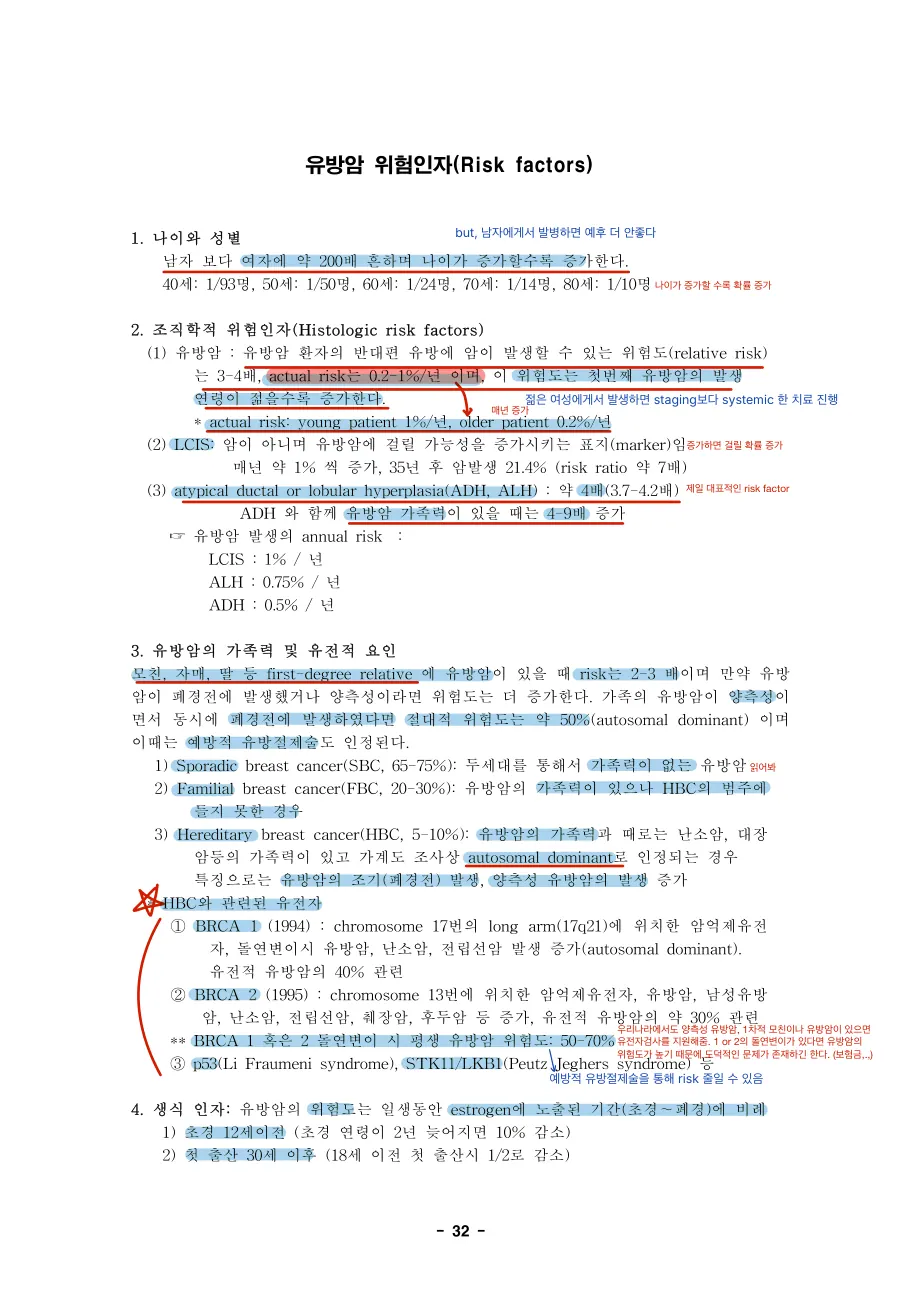 유방암 위험인자(Risk factors)
1. 나이와 성별
but, 남자에게서 발병하면 예후 더 안좋다
남자 보다 여자에 약 200배 흔하며 나이가 증가할수록 증가한다.
40세: 1/93명, 50세: 1/50명, 60세: 1/24명, 70세: 1/14명, 80세: 1/10명 나이가 증가할 수록 확률 증가
2. 조직학적 위험인자(Histologic risk factors)
(1) 유방암 : 유방암 환자의 반대편 유방에 암이 발생할 수 있는 위험도(relative risk)
는 3-4배, actual risk는 0.2-1%/년 이며, 이 위험도는 첫번째 유방암의 발생
연령이 젊을수록 증가한다. 젊은 여성에게서 발생하면 staging보다 systemic 한 치료 진행
매년 증가
* actual risk: young patient 1%/년, older patient 0.2%/년
(2) LCIS: 암이 아니며 유방암에 걸릴 가능성을 증가시키는 표지(marker)임 증가하면 걸릴 확률 증가
매년 약 1% 씩 증가, 35년 후 암발생 21.4% (risk ratio 약 7배)
(3) atypical ductal or lobular hyperplasia(ADH, ALH) : 약 4배(3.7-4.2배) 제일 대표적인 risk factor
ADH 와 함께 유방암 가족력이 있을 때는 4-9배 증가
☞ 유방암 발생의 annual risk :
LCIS : 1% / 년
ALH : 0.75% / 년
ADH : 0.5% / 년
3. 유방암의 가족력 및 유전적 요인
모친, 자매, 딸 등 first-degree relative 에 유방암이 있을 때 risk는 2-3 배이며 만약 유방
암이 폐경전에 발생했거나 양측성이라면 위험도는 더 증가한다. 가족의 유방암이 양측성이
면서 동시에 폐경전에 발생하였다면 절대적 위험도는 약 50%(autosomal dominant) 이며
이때는 예방적 유방절제술도 인정된다.
1) Sporadic breast cancer(SBC, 65-75%): 두세대를 통해서 가족력이 없는 유방암 읽어봐
2) Familial breast cancer(FBC, 20-30%): 유방암의 가족력이 있으나 HBC의 범주에
들지 못한 경우
3) Hereditary breast cancer(HBC, 5-10%): 유방암의 가족력과 때로는 난소암, 대장
암등의 가족력이 있고 가계도 조사상 autosomal dominant로 인정되는 경우
특징으로는 유방암의 조기(폐경전) 발생, 양측성 유방암의 발생 증가
* HBC와 관련된 유전자
① BRCA 1 (1994) : chromosome 17번의 long arm(17q21)에 위치한 암억제유전
자, 돌연변이시 유방암, 난소암, 전립선암 발생 증가(autosomal dominant).
유전적 유방암의 40% 관련
② BRCA 2 (1995) : chromosome 13번에 위치한 암억제유전자, 유방암, 남성유방
암, 난소암, 전립선암, 췌장암, 후두암 등 증가, 유전적 유방암의 약 30% 관련
** BRCA 1 혹은 2 돌연변이 시 평생 유방암 위험도: 50-70%
우리나라에서도 양측성 유방암, 1차적 모친이나 유방암이 있으면
유전자검사를 지원해줌. 1 or 2의 돌연변이가 있다면 유방암의
위험도가 높기 때문에 도덕적인 문제가 존재하긴 한다. (보험금,,,)
③ p53(Li Fraumeni syndrome), STK11/LKB1(Peutz Jeghers syndrome) 등
예방적 유방절제술을 통해 risk 줄일 수 있음
4. 생식 인자: 유방암의 위험도는 일생동안 estrogen에 노출된 기간(초경~폐경)에 비례
1) 초경 12세이전 (초경 연령이 2년 늦어지면 10% 감소)
2) 첫 출산 30세 이후 (18세 이전 첫 출산시 1/2로 감소)
- 32 -